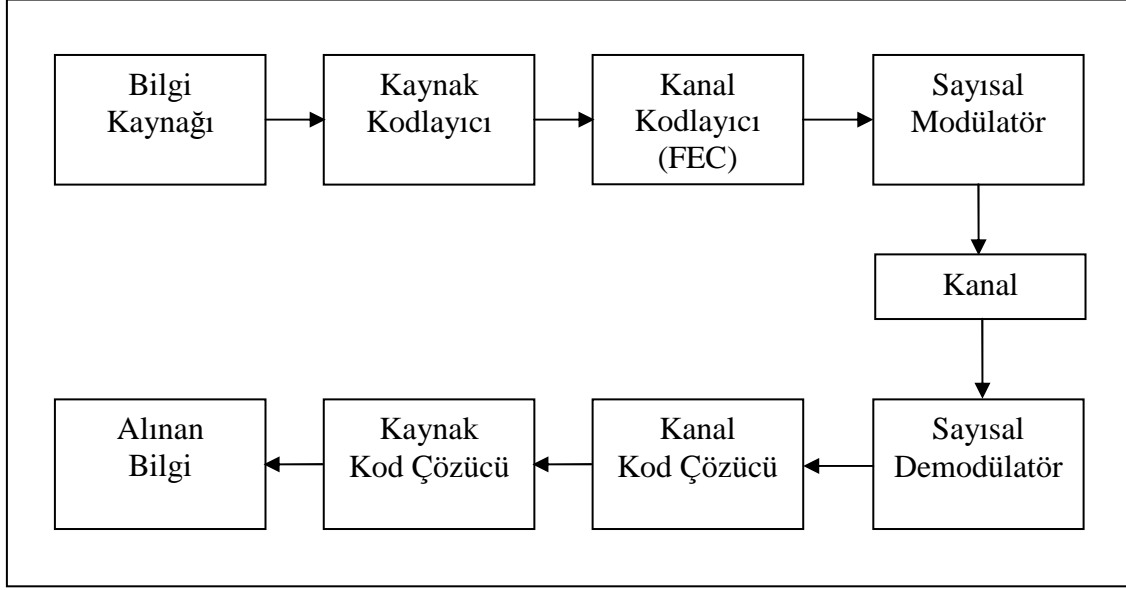 Bilgi
Kaynağı
Kaynak
Kodlayıcı
Kanal
Kodlayıcı
(FEC)
Sayısal
Modülatör
Kanal
Sayısal
Demodülatör
Kanal
Kod Çözücü
Kaynak
Kod Çözücü
Alınan
Bilgi